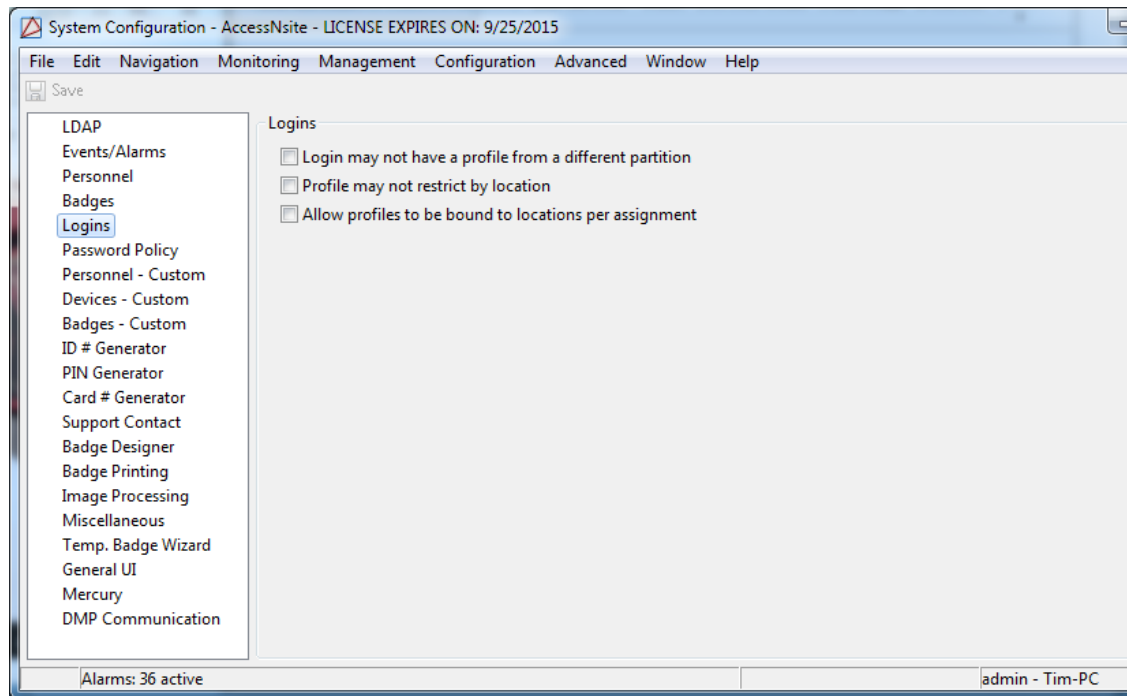 System Configuration - AccessNsite - LICENSE EXPIRES ON: 9/25/2015
File Edit Navigation Monitoring Management Configuration Advanced Window Help
Save
LDAP
Events/Alarms
Personnel
Badges
Logins
Password Policy
Personnel - Custom
Devices - Custom
Badges - Custom
ID # Generator
PIN Generator
Card # Generator
Support Contact
Badge Designer
Badge Printing
Image Processing
Miscellaneous
Temp. Badge Wizard
General UI
Mercury
DMP Communication
Logins
Login may not have a profile from a different partition
Profile may not restrict by location
Allow profiles to be bound to locations per assignment
Alarms: 36 active
admin - Tim-PC